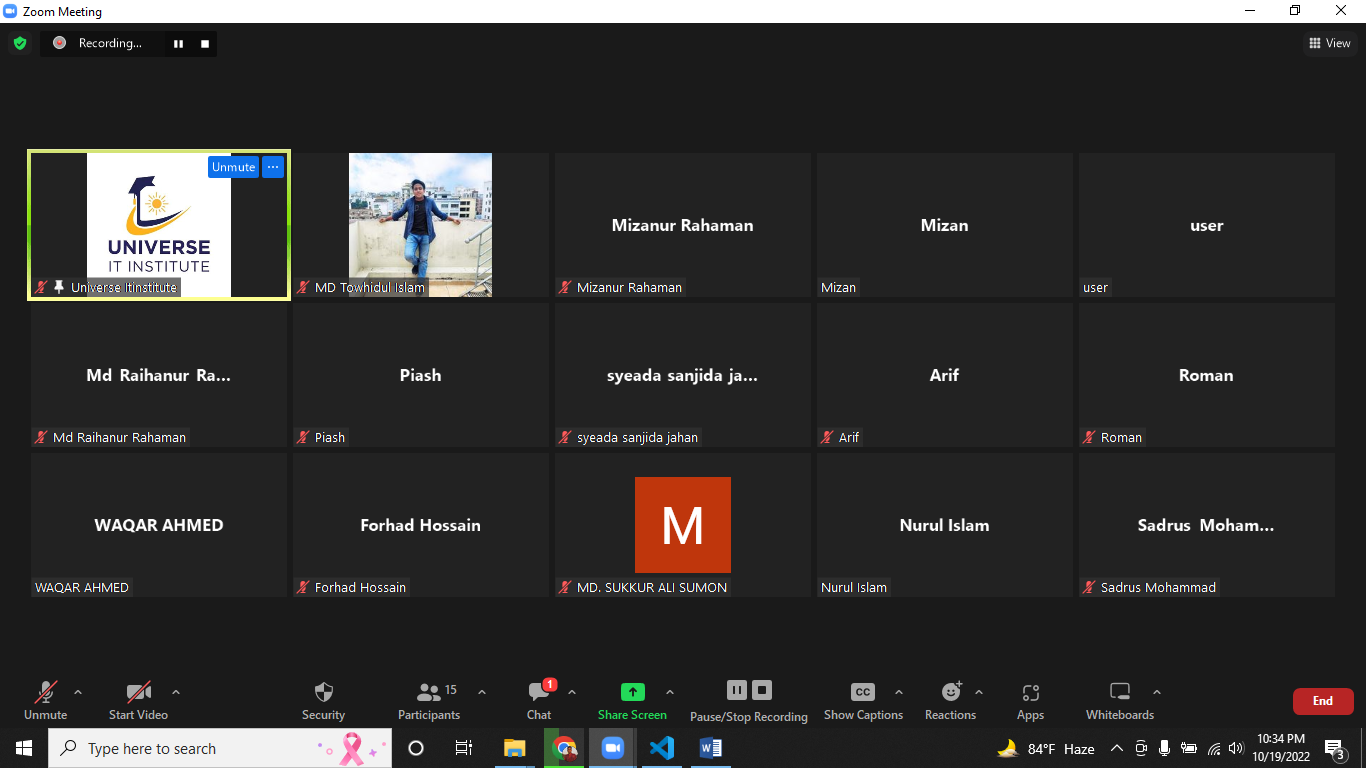 Zoom Meeting
Recording...
View
Unmute ...
UNIVERSE
IT INSTITUTE
Universe Itinstitute
MD Towhidul Islam
Mizanur Rahaman
Mizanur Rahaman
Mizan
Mizan
user
user
Md Raihanur Ra...
Md Raihanur Rahaman
Piash
Piash
syeada sanjida ja...
syeada sanjida jahan
Arif
Arif
Roman
Roman
WAQAR AHMED
WAQAR AHMED
Forhad Hossain
Forhad Hossain
M
MD. SUKKUR ALI SUMON
Nurul Islam
Nurul Islam
Sadrus Moham...
Sadrus Mohammad
Unmute
Start Video
Security
15
Participants
1
Chat
Share Screen
Pause/Stop Recording
CC
Show Captions
Reactions
Apps
Whiteboards
End
Type here to search
W
84°F Haze
10:34 PM
10/19/2022
3